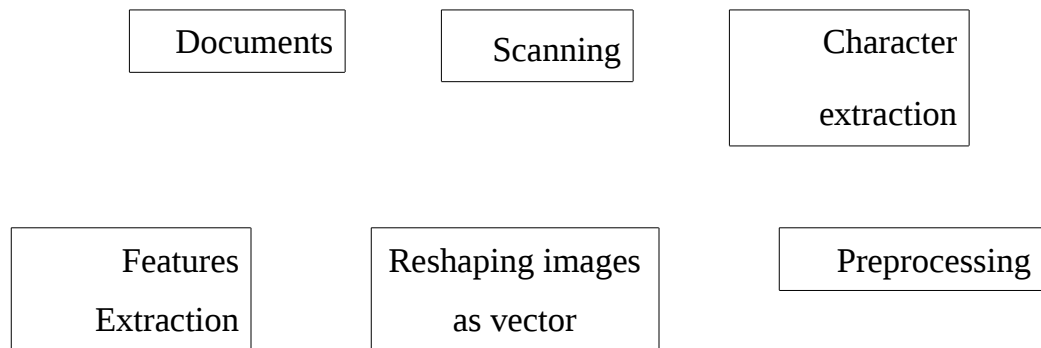 Documents
Scanning
Character
extraction
Features
Extraction
Reshaping images
as vector
Preprocessing